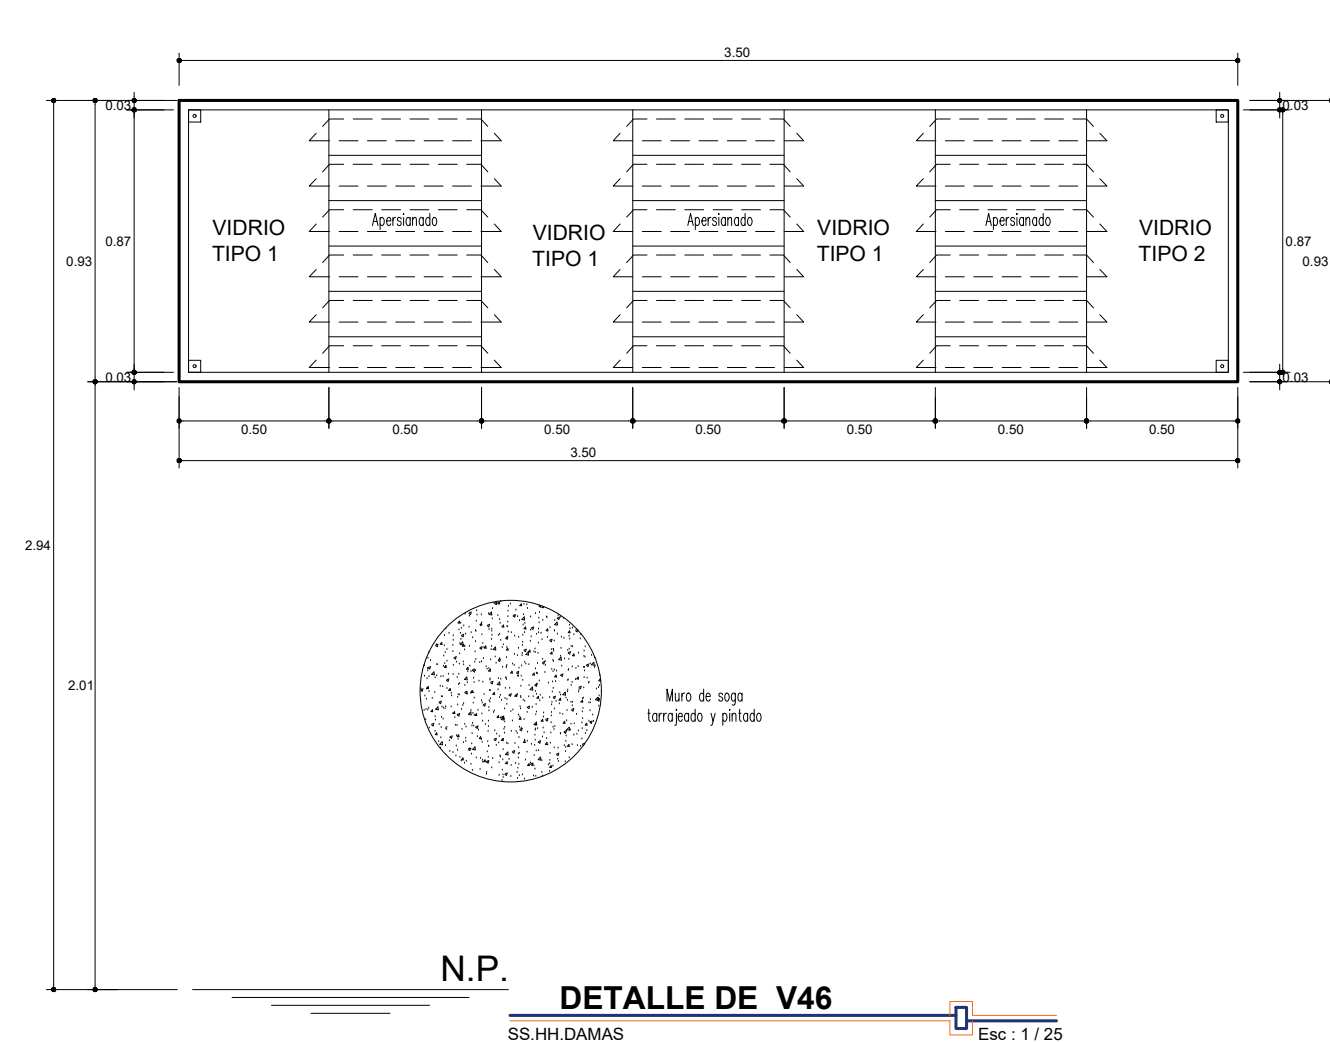 3.50
0.03
0.03
VIDRIO
TIPO 1
Apersianado
VIDRIO
TIPO 1
Apersianado
VIDRIO
TIPO 1
Apersianado
VIDRIO
TIPO 2
0.87
0.93
0.87
0.93
0.03
0.03
0.50
0.50
0.50
0.50
0.50
0.50
0.50
3.50
2.94
2.01
Muro de soga
tarrajeado y pintado
N.P.
DETALLE DE V46
SS.HH.DAMAS
Esc : 1 / 25